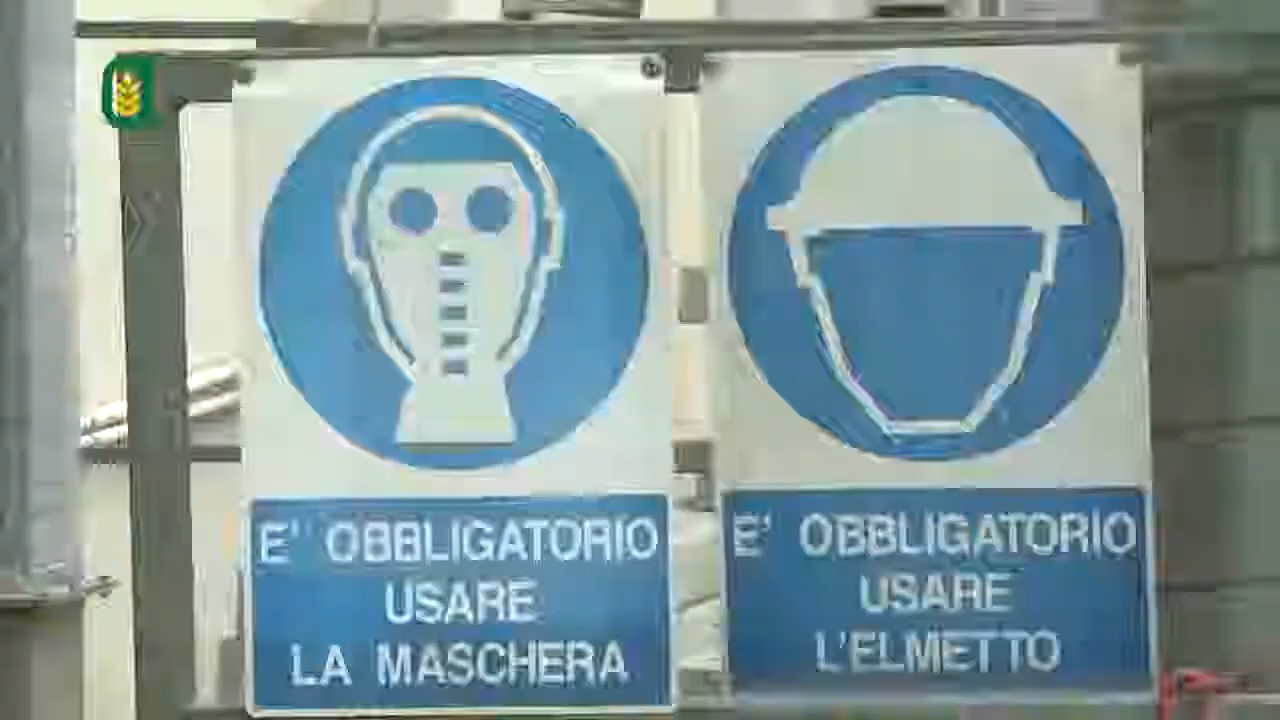 E' OBBLIGATORIO
USARE
LA MASCHERA
E' OBBLIGATORIO
USARE
L'ELMETTO